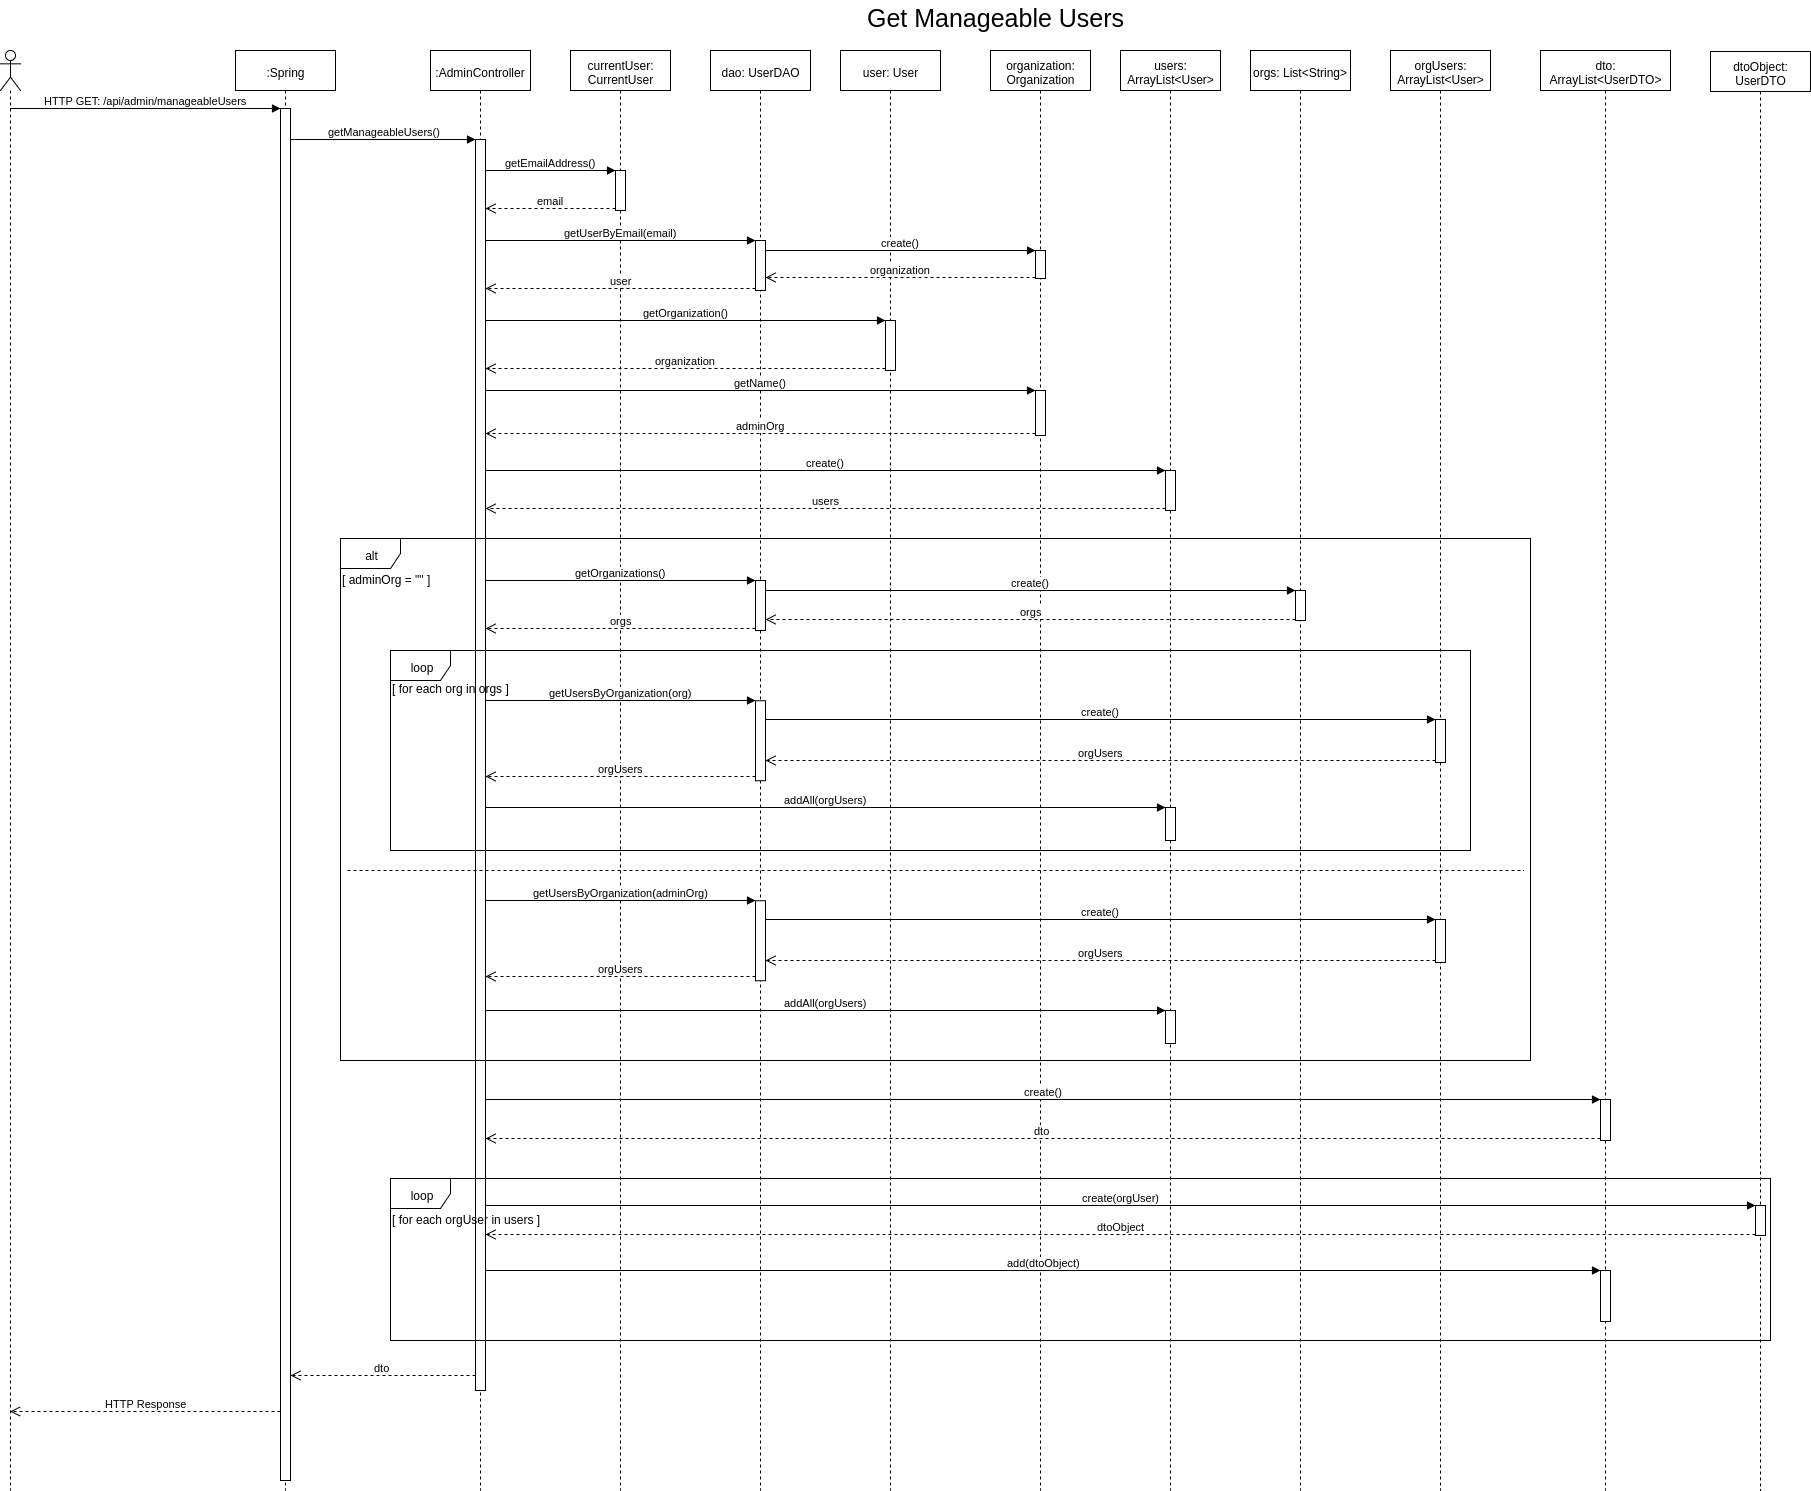 Get Manageable Users
:Spring
:AdminController
currentUser:
CurrentUser
dao: UserDAO
user: User
organization:
Organization
users:
ArrayList<User>
orgs: List<String>
orgUsers:
ArrayList<User>
dto:
ArrayList<UserDTO>
dtoObject:
UserDTO
HTTP GET: /api/admin/manageableUsers
getManageableUsers()
getEmailAddress()
email
getUserByEmail(email)
create()
organization
user
getOrganization()
organization
getName()
adminOrg
create()
users
alt
[ adminOrg = "" ]
getOrganizations()
create()
orgs
orgs
loop
[ for each org in orgs ]
getUsersByOrganization(org)
create()
orgUsers
orgUsers
addAll(orgUsers)
getUsersByOrganization(adminOrg)
create()
orgUsers
orgUsers
addAll(orgUsers)
create()
dto
loop
[ for each orgUser in users ]
create(orgUser)
dtoObject
add(dtoObject)
dto
HTTP Response